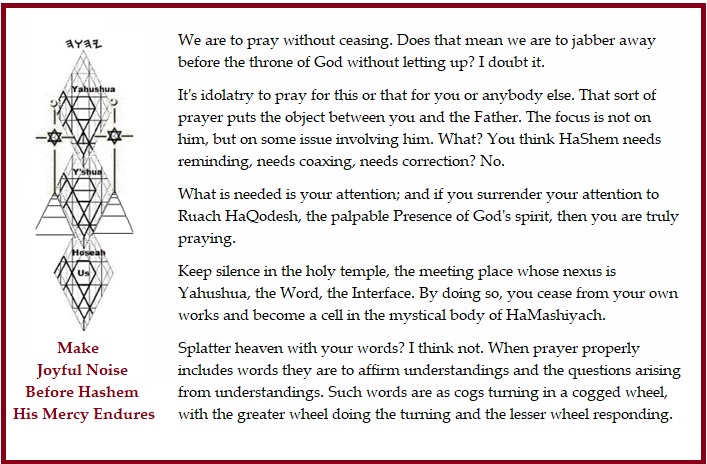 𐤉𐤄𐤅𐤄
Yahushua
Y'shua
Hoseah
Us
Make
Joyful Noise
Before Hashem
His Mercy Endures
We are to pray without ceasing. Does that mean we are to jabber away
before the throne of God without letting up? I doubt it.
It's idolatry to pray for this or that for you or anybody else. That sort of
prayer puts the object between you and the Father. The focus is not on
him, but on some issue involving him. What? You think HaShem needs
reminding, needs coaxing, needs correction? No.
What is needed is your attention; and if you surrender your attention to
Ruach HaQodesh, the palpable Presence of God's spirit, then you are truly
praying.
Keep silence in the holy temple, the meeting place whose nexus is
Yahushua, the Word, the Interface. By doing so, you cease from your own
works and become a cell in the mystical body of HaMashiyach.
Splatter heaven with your words? I think not. When prayer properly
includes words they are to affirm understandings and the questions arising
from understandings. Such words are as cogs turning in a cogged wheel,
with the greater wheel doing the turning and the lesser wheel responding.